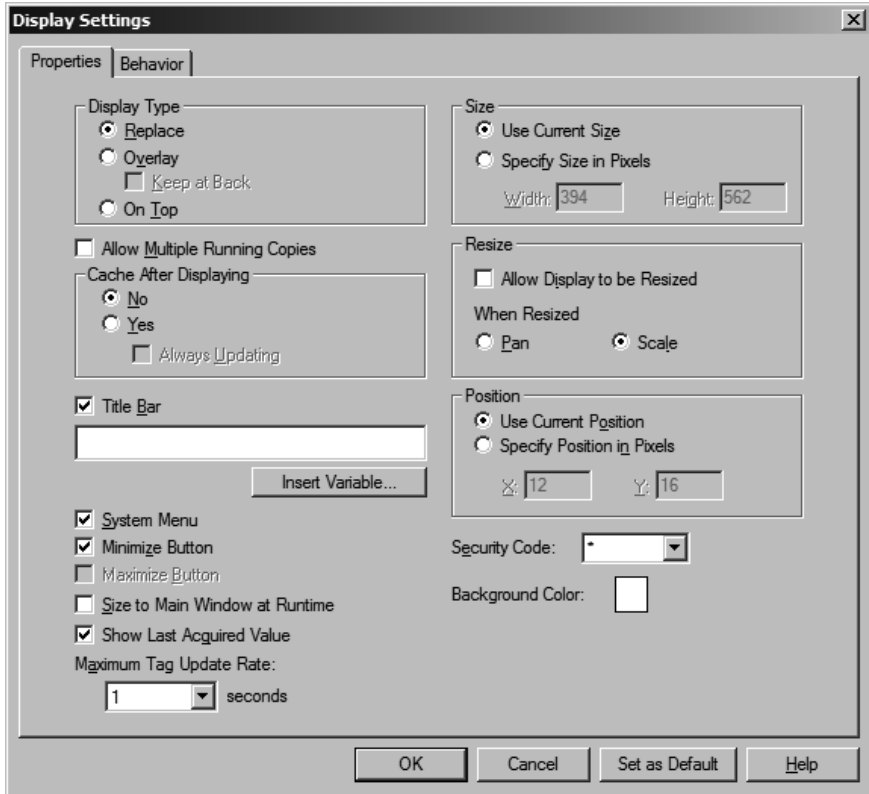 Display Settings
Properties
Behavior
Display Type
Replace
Overlay
Keep at Back
On Top
Allow Multiple Running Copies
Cache After Displaying
No
Yes
Always Updating
Title Bar
Insert Variable...
System Menu
Minimize Button
Maximize Button
Size to Main Window at Runtime
Show Last Acquired Value
Maximum Tag Update Rate:
1 seconds
Size
Use Current Size
Specify Size in Pixels
Width: 394 Height: 562
Resize
Allow Display to be Resized
When Resized
Pan Scale
Position
Use Current Position
Specify Position in Pixels
X: 12 Y: 16
Security Code: *
Background Color:
OK Cancel Set as Default Help